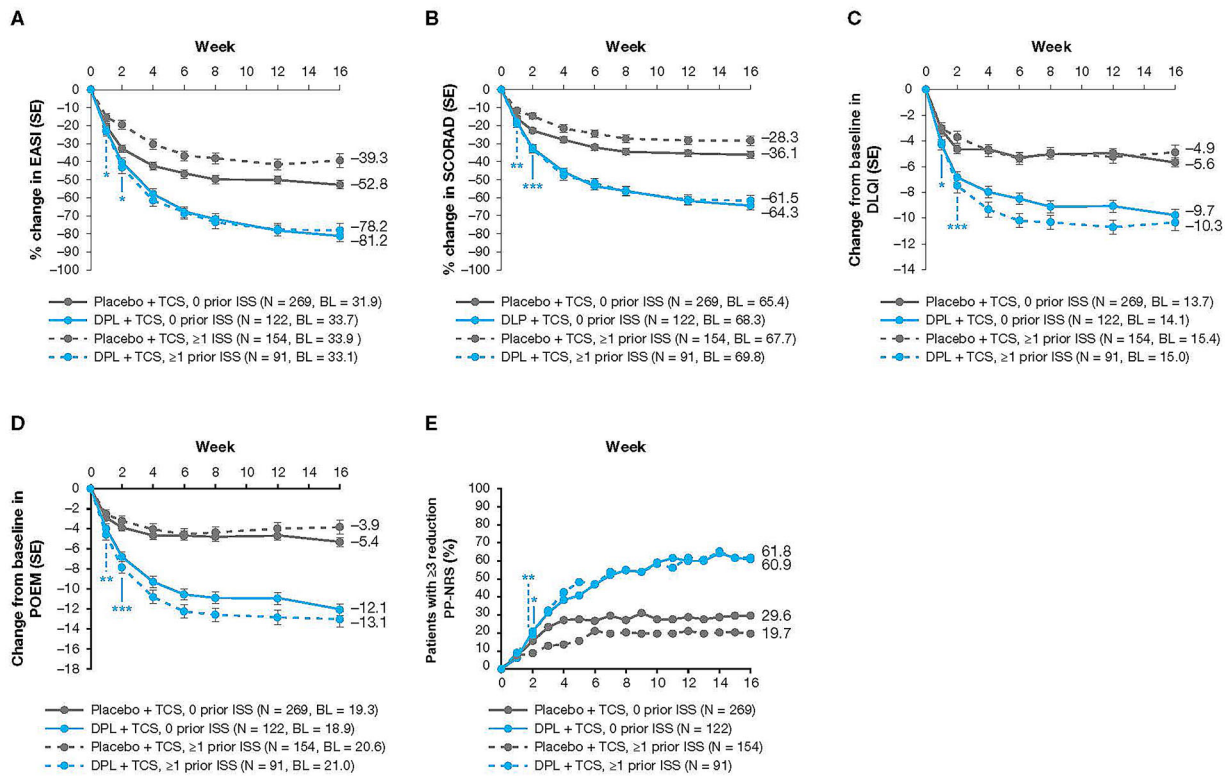 A
Week
0 2 4 6 8 10 12 14 16
% change in EASI (SE)
0
–10
–20
–30
–40
–50
–60
–70
–80
–90
–100
*
*
–39.3
–52.8
–78.2
–81.2
Placebo + TCS, 0 prior ISS (N = 269, BL = 31.9)
DPL + TCS, 0 prior ISS (N = 122, BL = 33.7)
Placebo + TCS, ≥1 prior ISS (N = 154, BL = 33.9 )
DPL + TCS, ≥1 prior ISS (N = 91, BL = 33.1)
B
Week
0 2 4 6 8 10 12 14 16
% change in SCORAD (SE)
0
–10
–20
–30
–40
–50
–60
–70
–80
–90
–100
**
***
–28.3
–36.1
–61.5
–64.3
Placebo + TCS, 0 prior ISS (N = 269, BL = 65.4)
DLP + TCS, 0 prior ISS (N = 122, BL = 68.3)
Placebo + TCS, ≥1 prior ISS (N = 154, BL = 67.7)
DPL + TCS, ≥1 prior ISS (N = 91, BL = 69.8)
C
Week
0 2 4 6 8 10 12 14 16
Change from baseline in
DLQI (SE)
0
–2
–4
–6
–8
–10
–12
–14
*
***
–4.9
–5.6
–9.7
–10.3
Placebo + TCS, 0 prior ISS (N = 269, BL = 13.7)
DPL + TCS, 0 prior ISS (N = 122, BL = 14.1)
Placebo + TCS, ≥1 prior ISS (N = 154, BL = 15.4)
DPL + TCS, ≥1 prior ISS (N = 91, BL = 15.0)
D
Week
0 2 4 6 8 10 12 14 16
Change from baseline in
POEM (SE)
0
–2
–4
–6
–8
–10
–12
–14
–16
–18
**
***
–3.9
–5.4
–12.1
–13.1
Placebo + TCS, 0 prior ISS (N = 269, BL = 19.3)
DPL + TCS, 0 prior ISS (N = 122, BL = 18.9)
Placebo + TCS, ≥1 prior ISS (N = 154, BL = 20.6)
DPL + TCS, ≥1 prior ISS (N = 91, BL = 21.0)
E
Week
Patients with ≥3 reduction
PP-NRS (%)
100
90
80
70
60
50
40
30
20
10
0
**
*
61.8
60.9
29.6
19.7
0 2 4 6 8 10 12 14 16
Placebo + TCS, 0 prior ISS (N = 269)
DPL + TCS, 0 prior ISS (N = 122)
Placebo + TCS, ≥1 prior ISS (N = 154)
DPL + TCS, ≥1 prior ISS (N = 91)